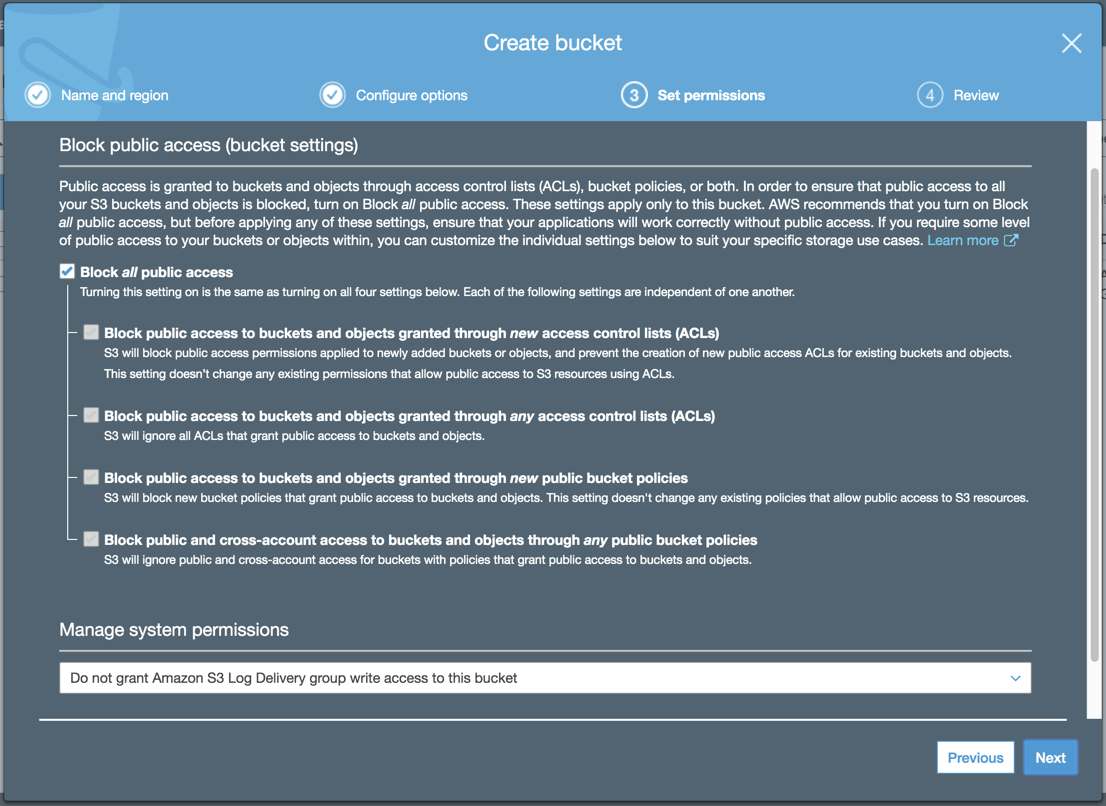 Create bucket
Name and region
Configure options
3 Set permissions
4 Review
Block public access (bucket settings)
Public access is granted to buckets and objects through access control lists (ACLs), bucket policies, or both. In order to ensure that public access to all
your S3 buckets and objects is blocked, turn on Block all public access. These settings apply only to this bucket. AWS recommends that you turn on Block
all public access, but before applying any of these settings, ensure that your applications will work correctly without public access. If you require some level
of public access to your buckets or objects within, you can customize the individual settings below to suit your specific storage use cases. Learn more
Block all public access
Turning this setting on is the same as turning on all four settings below. Each of the following settings are independent of one another.
Block public access to buckets and objects granted through new access control lists (ACLs)
S3 will block public access permissions applied to newly added buckets or objects, and prevent the creation of new public access ACLs for existing buckets and objects.
This setting doesn't change any existing permissions that allow public access to S3 resources using ACLs.
Block public access to buckets and objects granted through any access control lists (ACLs)
S3 will ignore all ACLs that grant public access to buckets and objects.
Block public access to buckets and objects granted through new public bucket policies
S3 will block new bucket policies that grant public access to buckets and objects. This setting doesn't change any existing policies that allow public access to S3 resources.
Block public and cross-account access to buckets and objects through any public bucket policies
S3 will ignore public and cross-account access for buckets with policies that grant public access to buckets and objects.
Manage system permissions
Do not grant Amazon S3 Log Delivery group write access to this bucket
Previous
Next